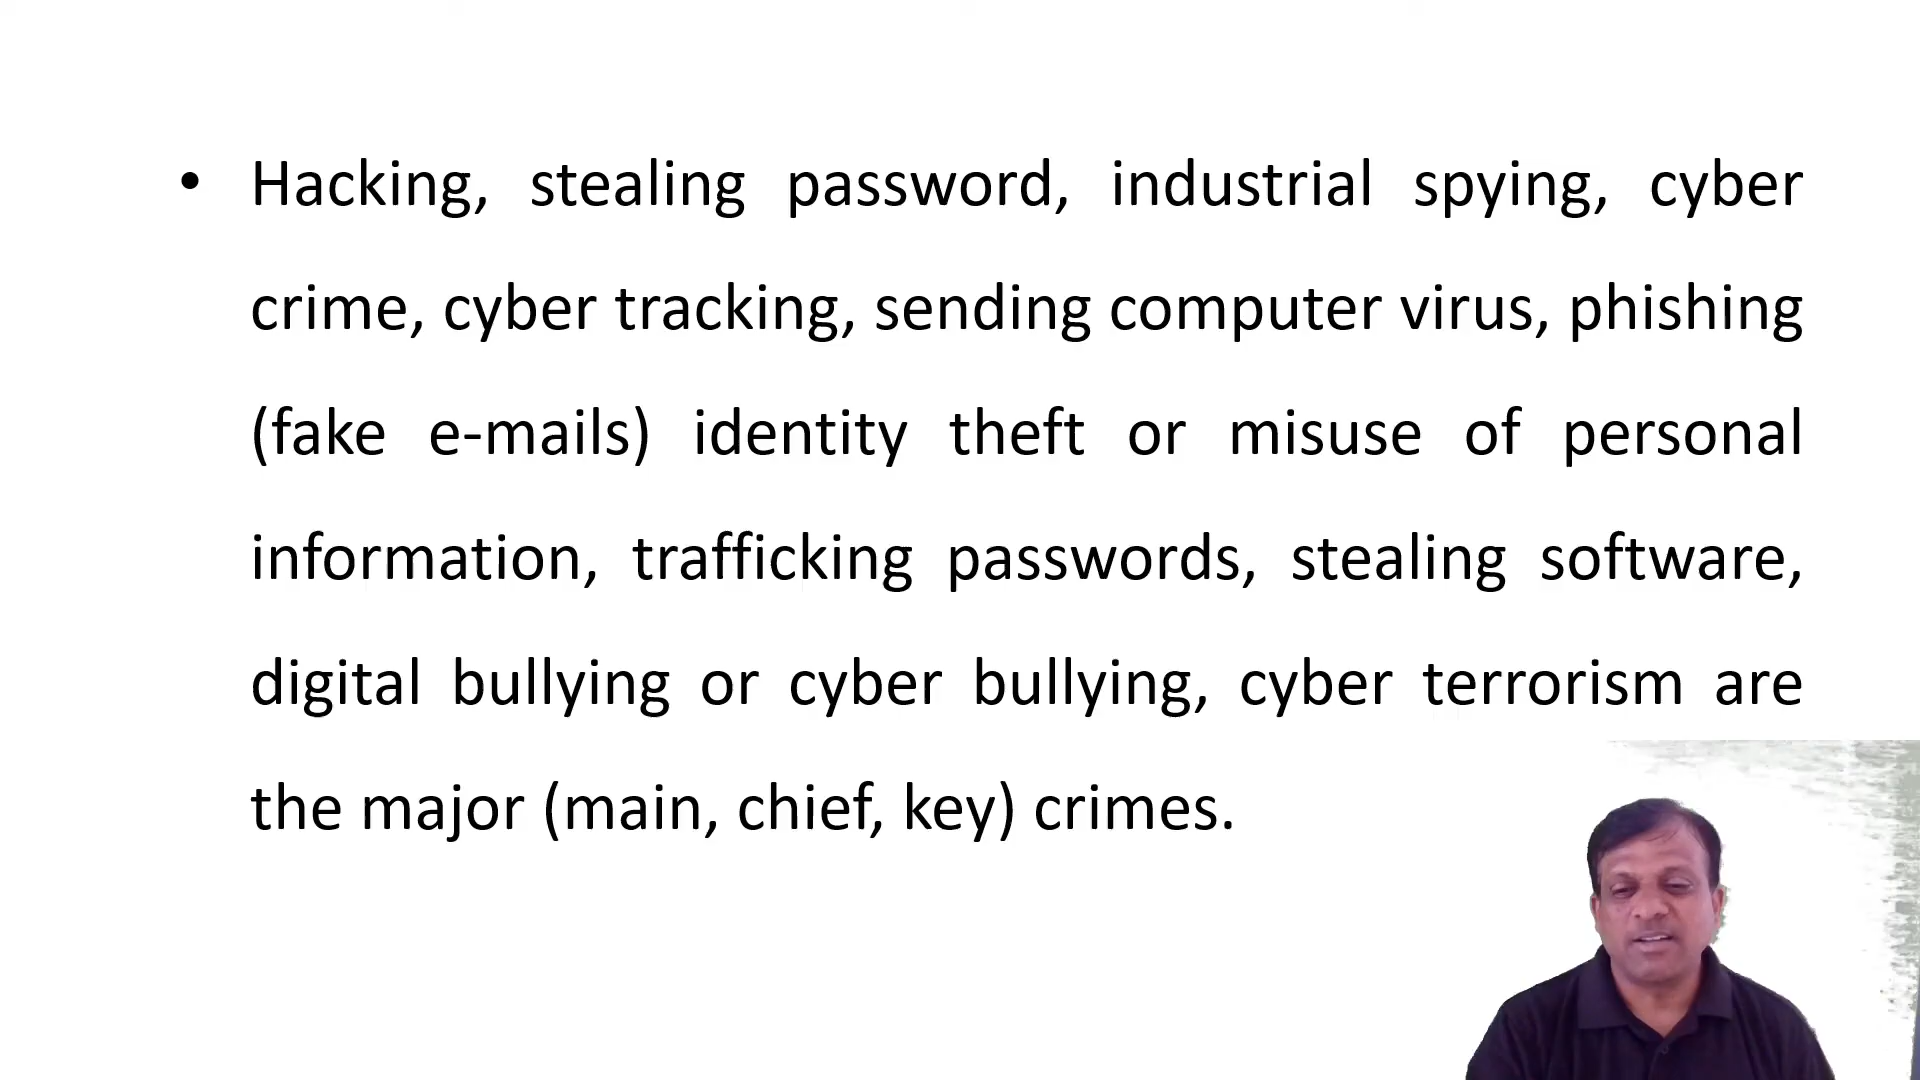 • Hacking, stealing password, industrial spying, cyber
crime, cyber tracking, sending computer virus, phishing
(fake e-mails) identity theft or misuse of personal
information, trafficking passwords, stealing software,
digital bullying or cyber bullying, cyber terrorism are
the major (main, chief, key) crimes.